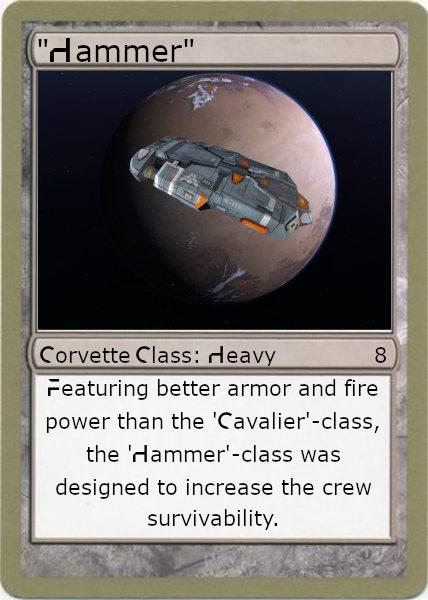 "Hammer"
Corvette Class: Heavy 8
Featuring better armor and fire
power than the 'Cavalier'-class,
the 'Hammer'-class was
designed to increase the crew
survivability.